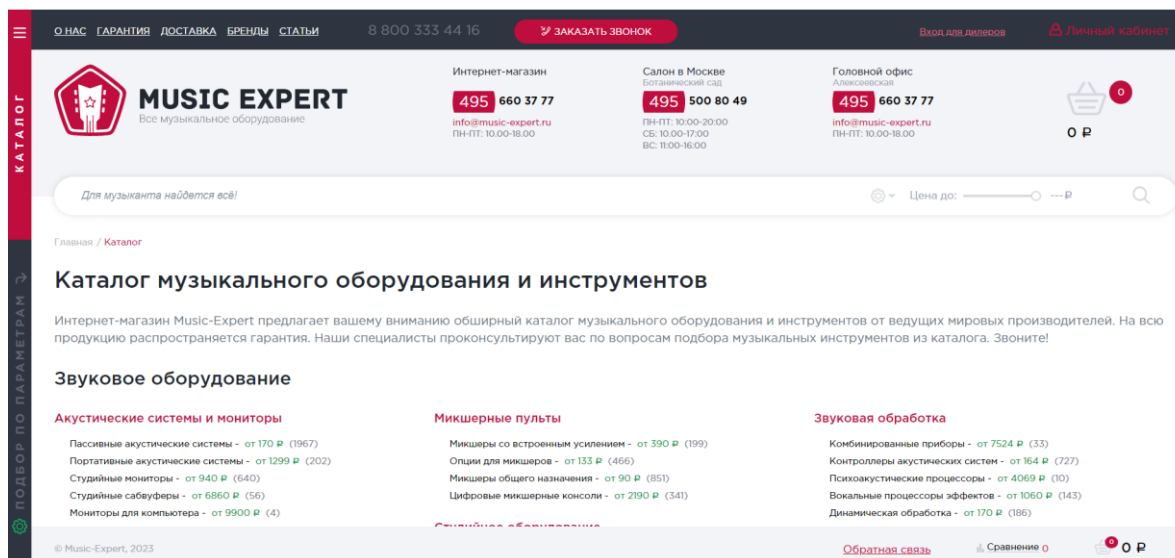 О НАС ГАРАНТИЯ ДОСТАВКА БРЕНДЫ СТАТЬИ 8 800 333 44 16 ЗАКАЗАТЬ ЗВОНОК Вход для дилеров Личный кабинет
КАТАЛОГ
ПОДБОР ПО ПАРАМЕТРАМ
MUSIC EXPERT
Все музыкальное оборудование
Интернет-магазин
495 660 37 77
info@music-expert.ru
ПН-ПТ: 10.00-18.00
Салон в Москве
Ботанический сад
495 500 80 49
ПН-ПТ: 10:00-20:00
СБ: 10.00-17:00
ВС: 11:00-16:00
Головной офис
Алексеевская
495 660 37 77
info@music-expert.ru
ПН-ПТ: 10.00-18.00
0
0 ₽
Для музыканта найдется всё! Цена до: ---₽
Главная / Каталог
Каталог музыкального оборудования и инструментов
Интернет-магазин Music-Expert предлагает вашему вниманию обширный каталог музыкального оборудования и инструментов от ведущих мировых производителей. На всю
продукцию распространяется гарантия. Наши специалисты проконсультируют вас по вопросам подбора музыкальных инструментов из каталога. Звоните!
Звуковое оборудование
Акустические системы и мониторы
Пассивные акустические системы - от 170 ₽ (1967)
Портативные акустические системы - от 1299 ₽ (202)
Студийные мониторы - от 940 ₽ (640)
Студийные сабвуферы - от 6860 ₽ (56)
Мониторы для компьютера - от 9900 ₽ (4)
Микшерные пульты
Микшеры со встроенным усилением - от 390 ₽ (199)
Опции для микшеров - от 133 ₽ (466)
Микшеры общего назначения - от 90 ₽ (851)
Цифровые микшерные консоли - от 2190 ₽ (341)
Студийное оборудование
Звуковая обработка
Комбинированные приборы - от 7524 ₽ (33)
Контроллеры акустических систем - от 164 ₽ (727)
Психоакустические процессоры - от 4069 ₽ (10)
Вокальные процессоры эффектов - от 1060 ₽ (143)
Динамическая обработка - от 170 ₽ (186)
© Music-Expert, 2023 Обратная связь Сравнение 0 0 0 ₽